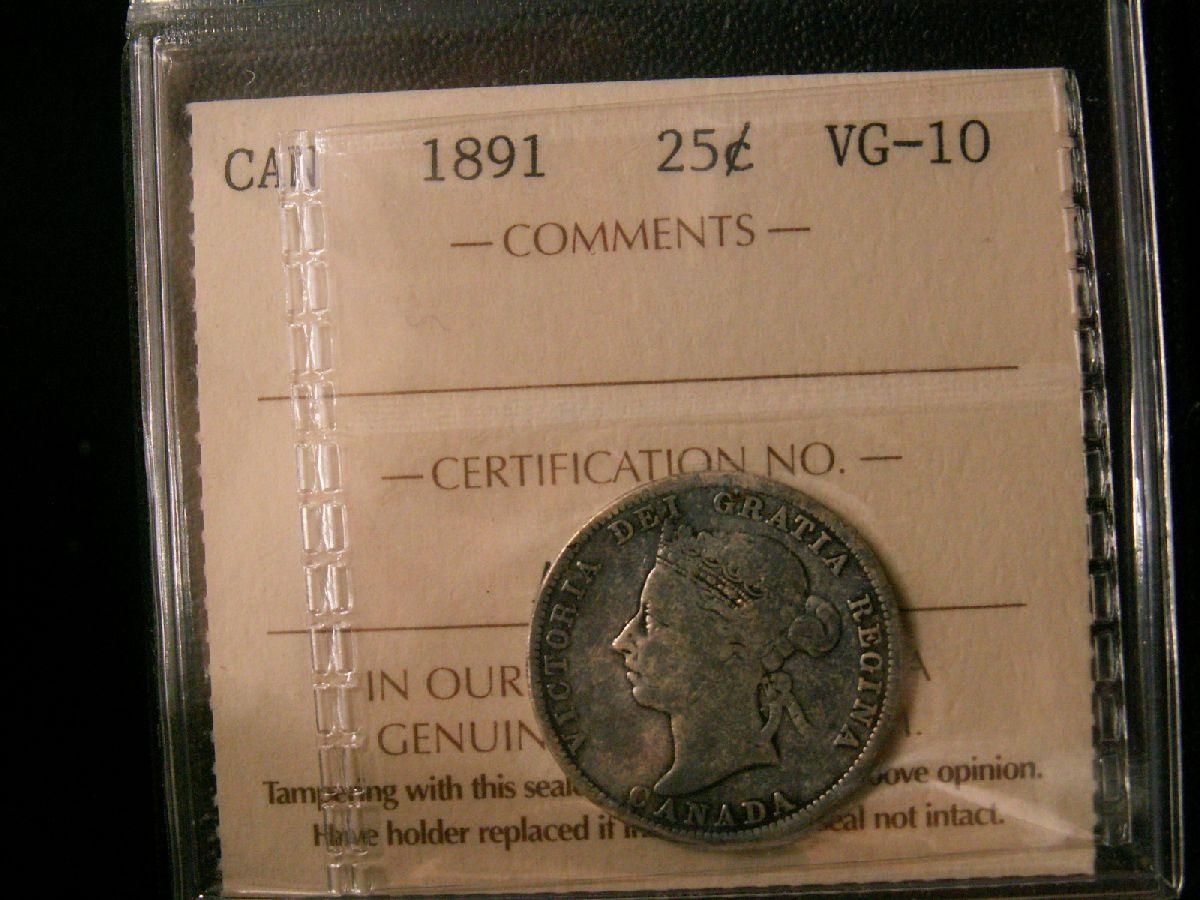 CAN 1891 25¢ VG-10
— COMMENTS —
— CERTIFICATION NO. —
IN OUR
GENUIN
Tampering with this seal ove opinion.
Have holder replaced if seal not intact.
VICTORIA DEI GRATIA REGINA
CANADA